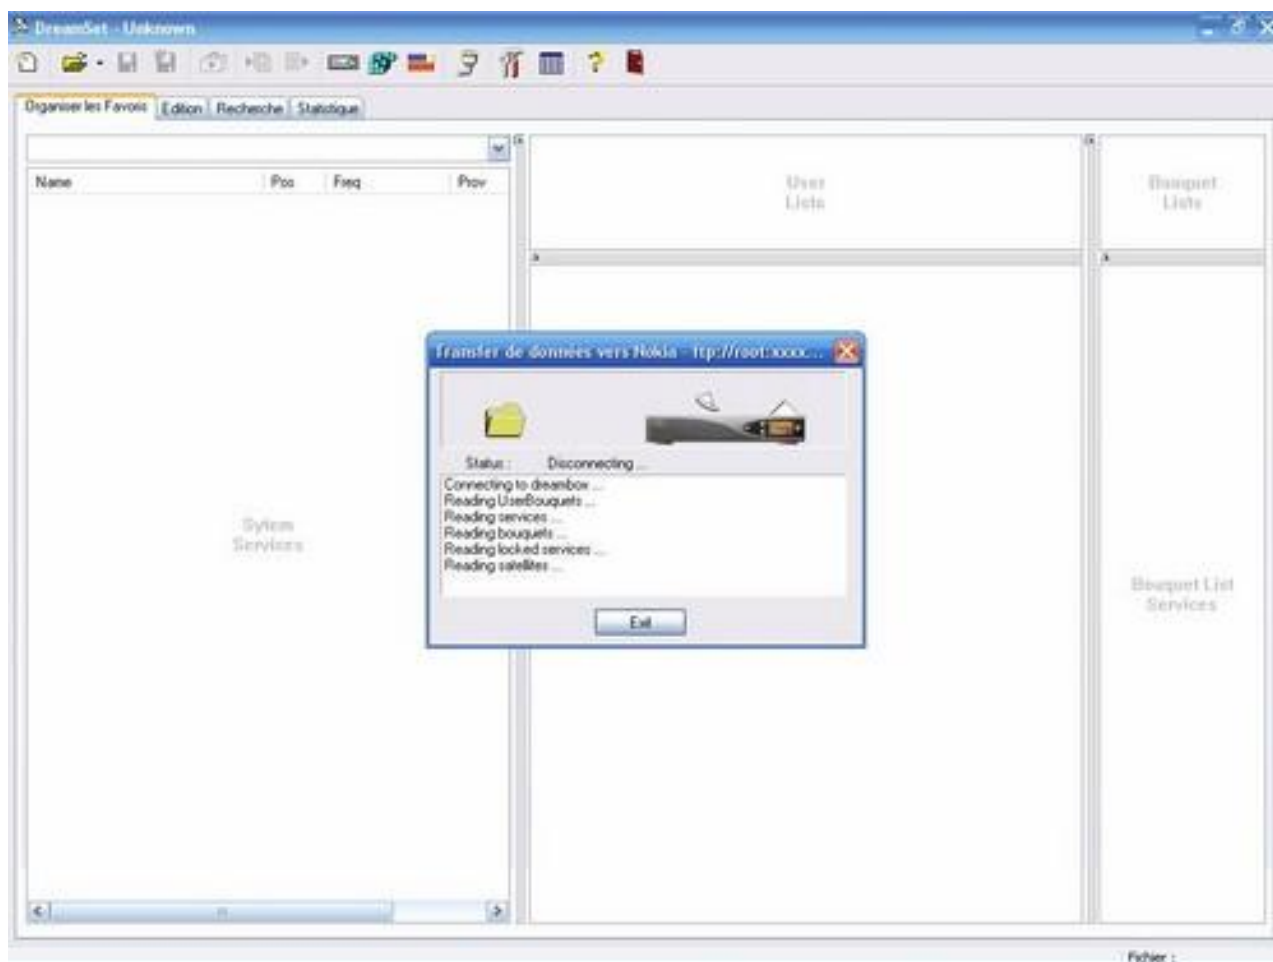 DreamSet - Unknown
Organiser les Favoris Edition Recherche Statistique
Name Pos Freq Prov
User
Lists
Bouquet
Lists
Transfer de données vers Nokia - ftp://root:xxxx...
Status : Disconnecting ...
Connecting to dreambox ...
Reading UserBouquets ...
Reading services ...
Reading bouquets ...
Reading locked services ...
Reading satellites ...
Exit
Sytem
Services
Bouquet List
Services
Fichier :